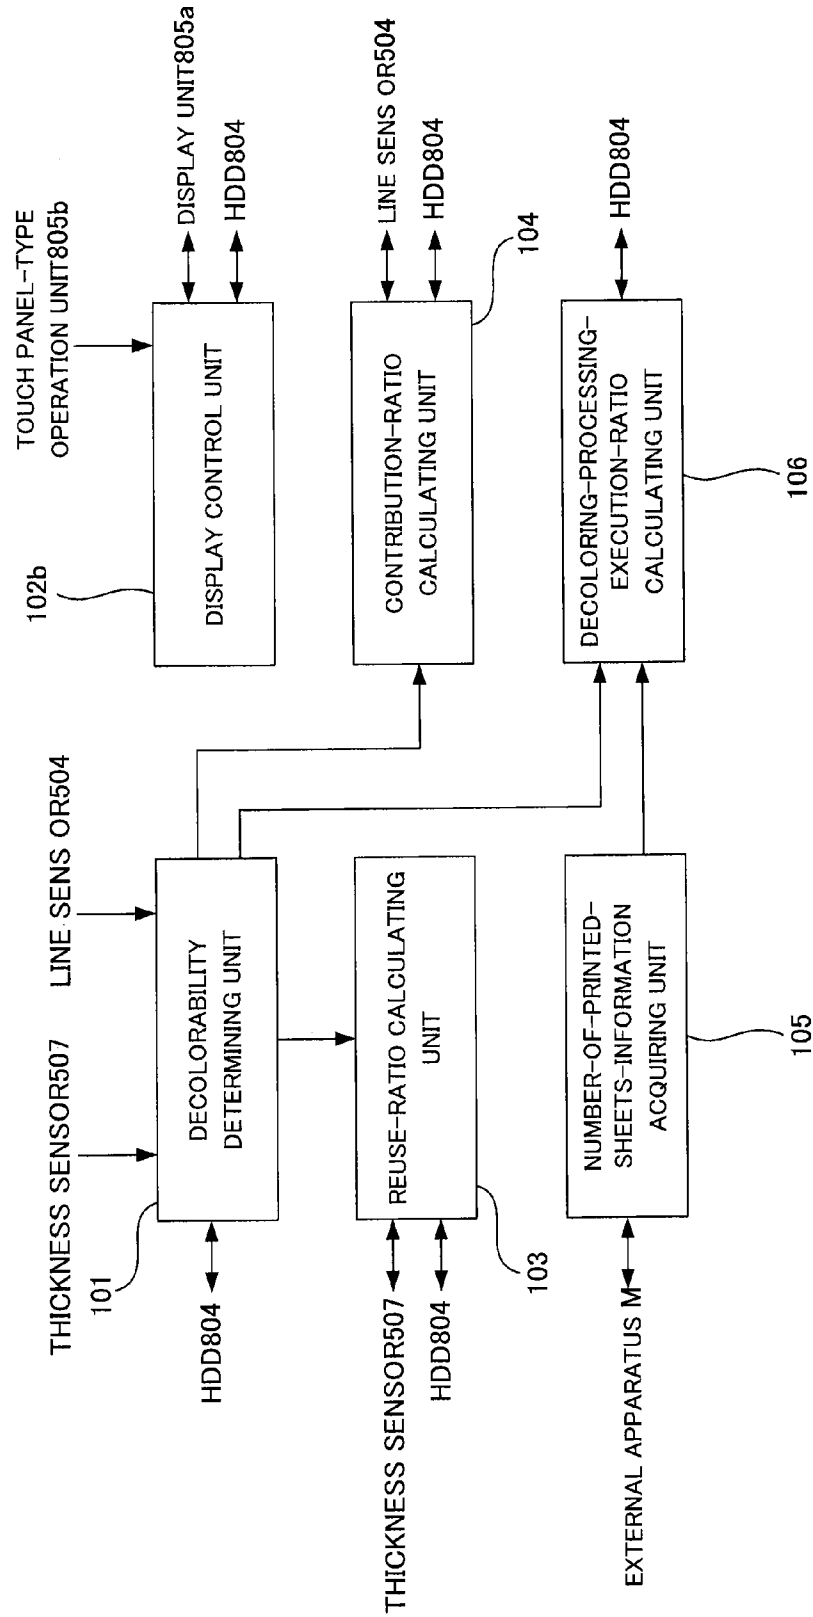 THICKNESS SENSOR507
LINE SENS OR504
TOUCH PANEL-TYPE
OPERATION UNIT805b
101
102b
HDD804
DECOLORABILITY
DETERMINING UNIT
DISPLAY CONTROL UNIT
DISPLAY UNIT805a
HDD804
THICKNESS SENSOR507
HDD804
REUSE-RATIO CALCULATING
UNIT
103
CONTRIBUTION-RATIO
CALCULATING UNIT
LINE SENS OR504
HDD804
104
EXTERNAL APPARATUS M
NUMBER-OF-PRINTED-
SHEETS-INFORMATION
ACQUIRING UNIT
105
DECOLORING-PROCESSING-
EXECUTION-RATIO
CALCULATING UNIT
HDD804
106